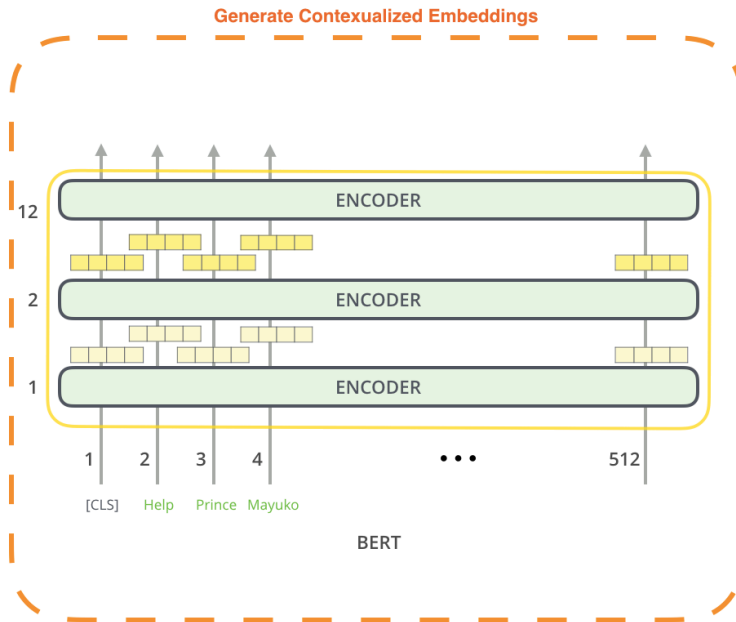 Generate Contexualized Embeddings
12 ENCODER
2 ENCODER
1 ENCODER
1 2 3 4 ••• 512
[CLS] Help Prince Mayuko
BERT